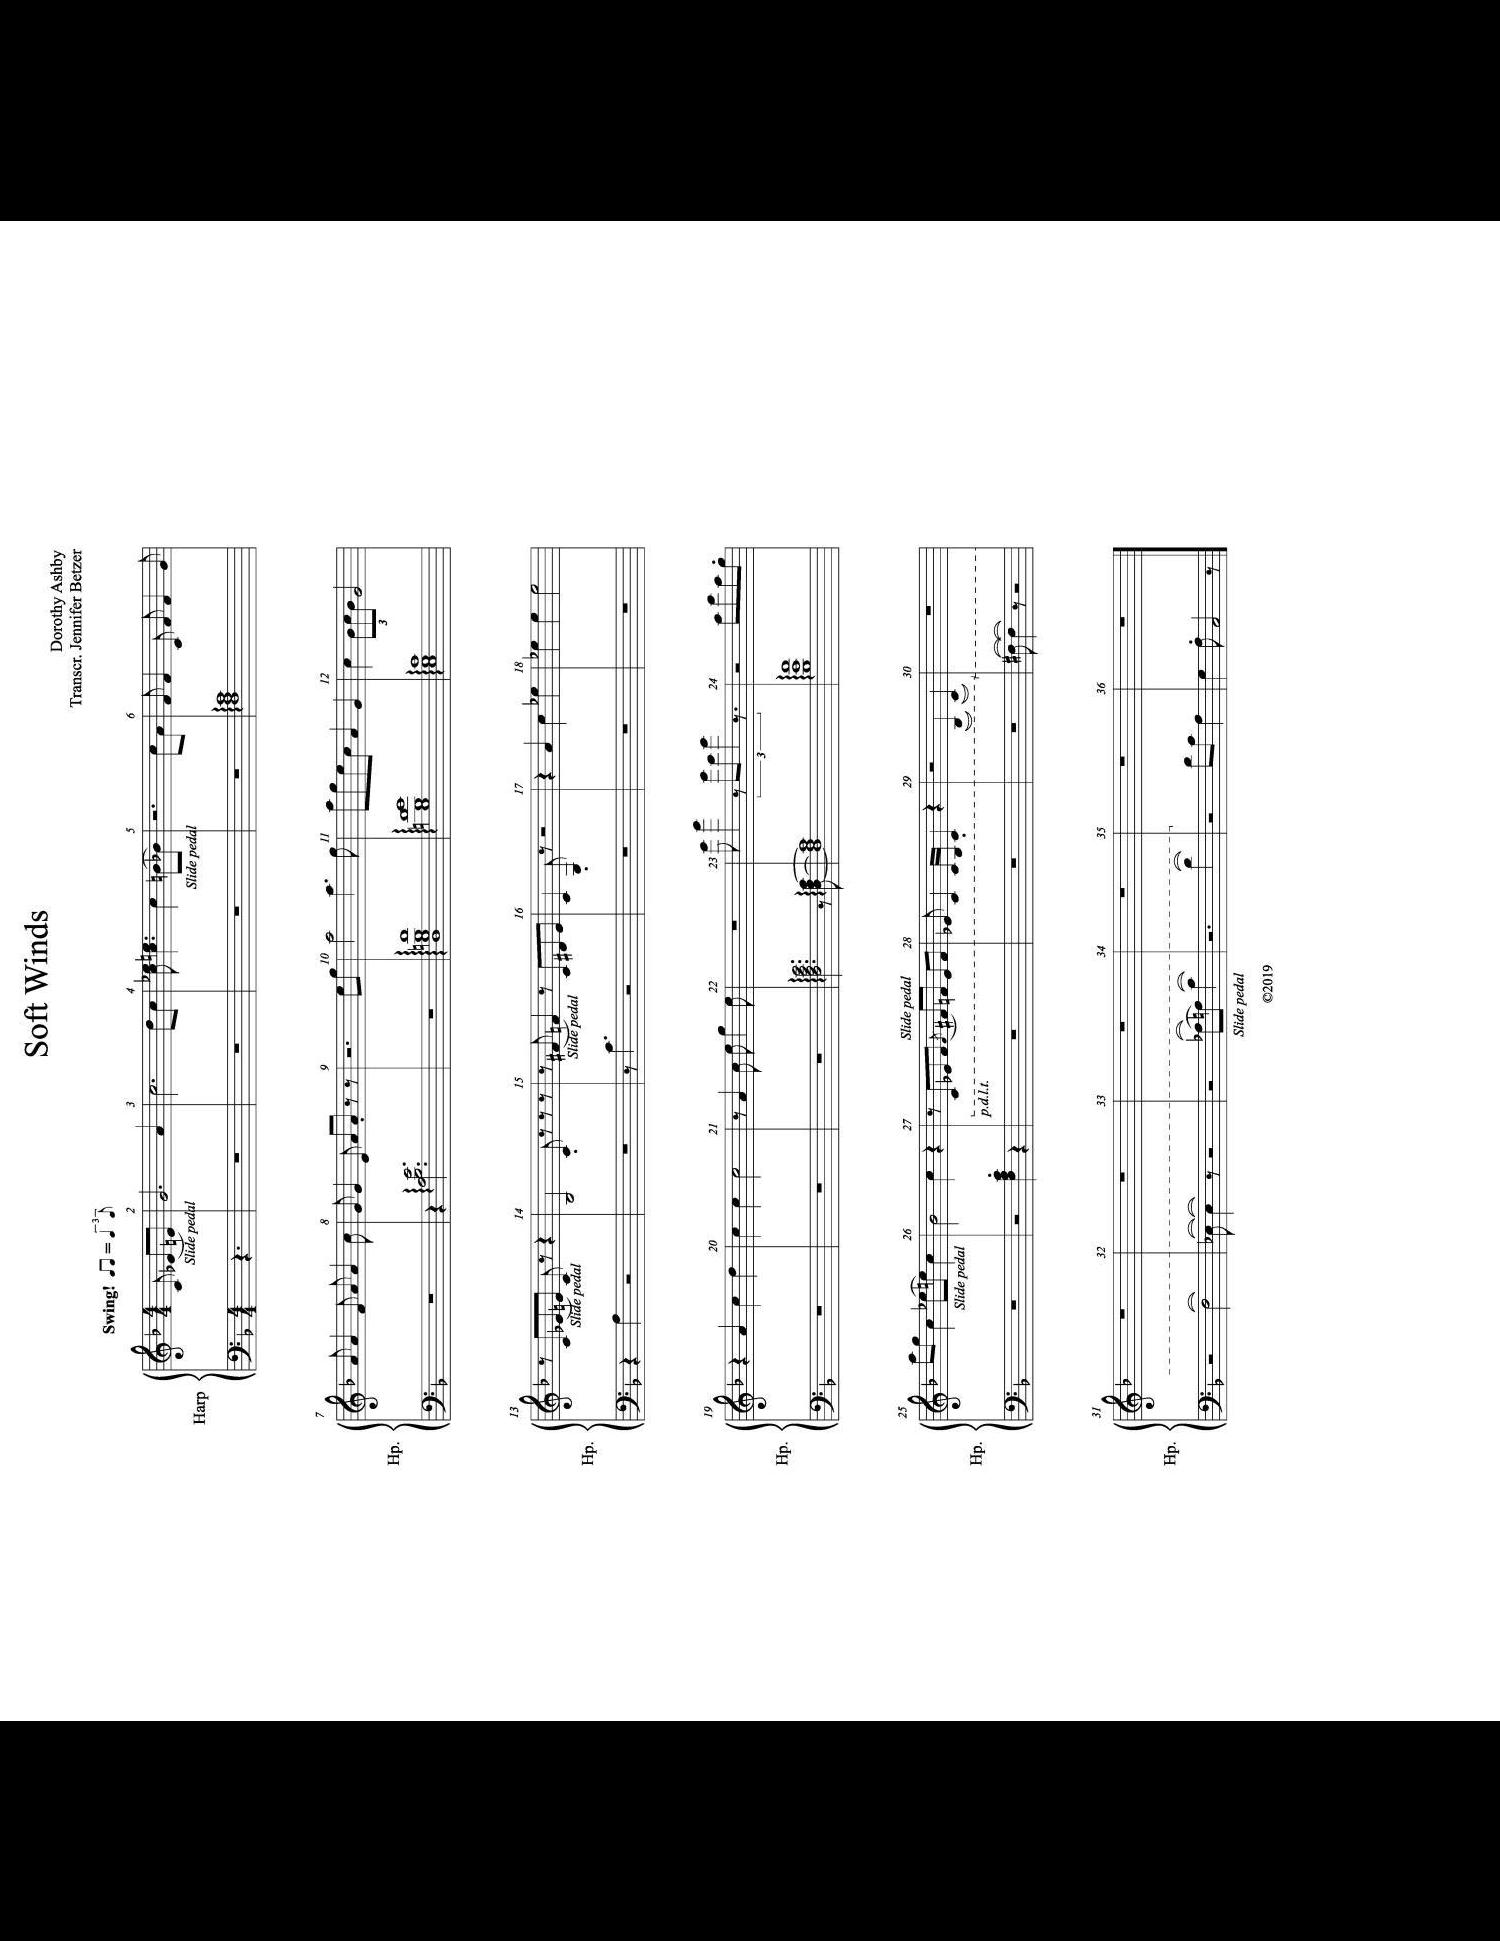 Soft Winds
Dorothy Ashby
Transcr. Jennifer Betzer
Swing!
3
Harp
2
3
4
5
6
Slide pedal
Slide pedal
7
8
9
10
11
12
Hp.
3
13
14
15
16
17
18
Hp.
Slide pedal
Slide pedal
19
20
21
22
23
24
Hp.
3
25
26
27
28
29
30
Slide pedal
Hp.
Slide pedal
p.d.l.t.
31
32
33
34
35
36
Hp.
Slide pedal
©2019